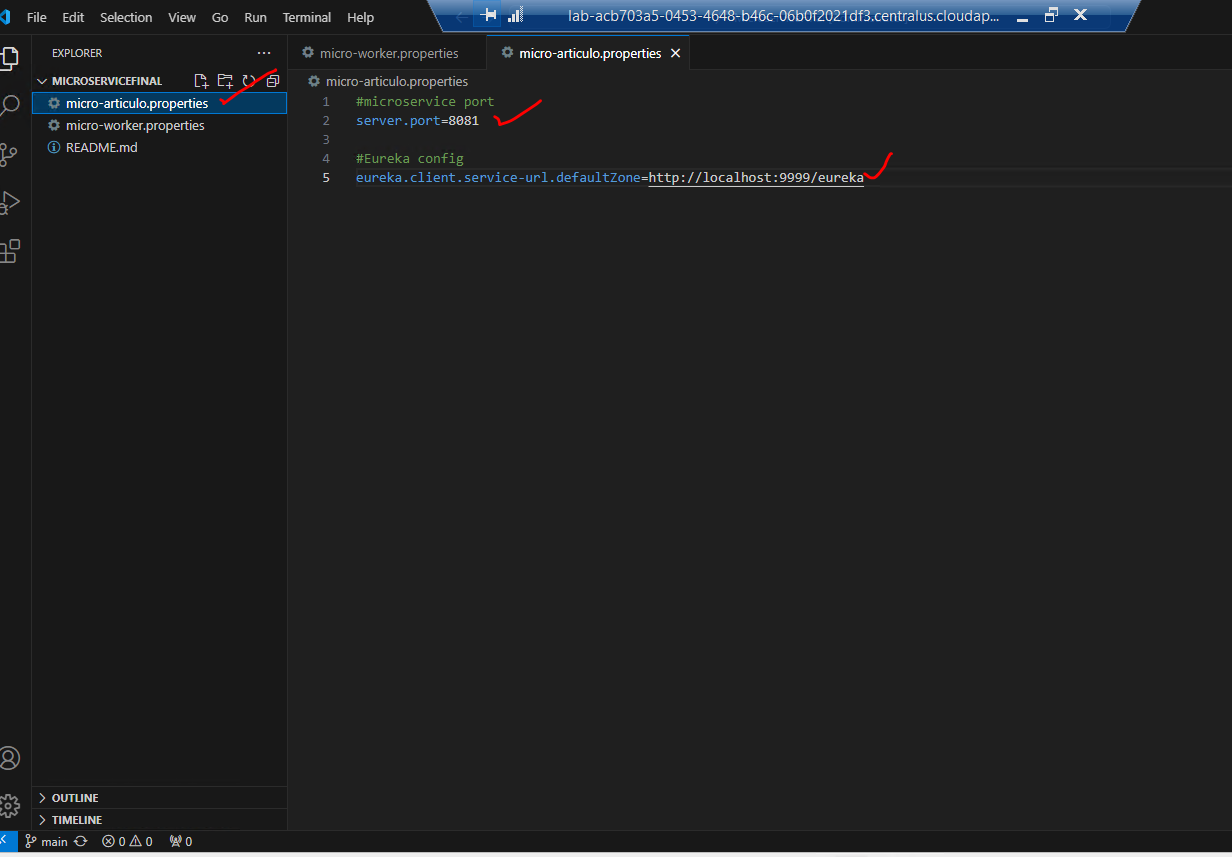 File Edit Selection View Go Run Terminal Help
lab-acb703a5-0453-4648-b46c-06b0f2021df3.centralus.cloudap...
EXPLORER
micro-worker.properties
micro-articulo.properties
MICROSERVICEFINAL
micro-articulo.properties
micro-worker.properties
README.md
micro-articulo.properties
1 #microservice port
2 server.port=8081
3
4 #Eureka config
5 eureka.client.service-url.defaultZone=http://localhost:9999/eureka
OUTLINE
TIMELINE
main 0 0 0